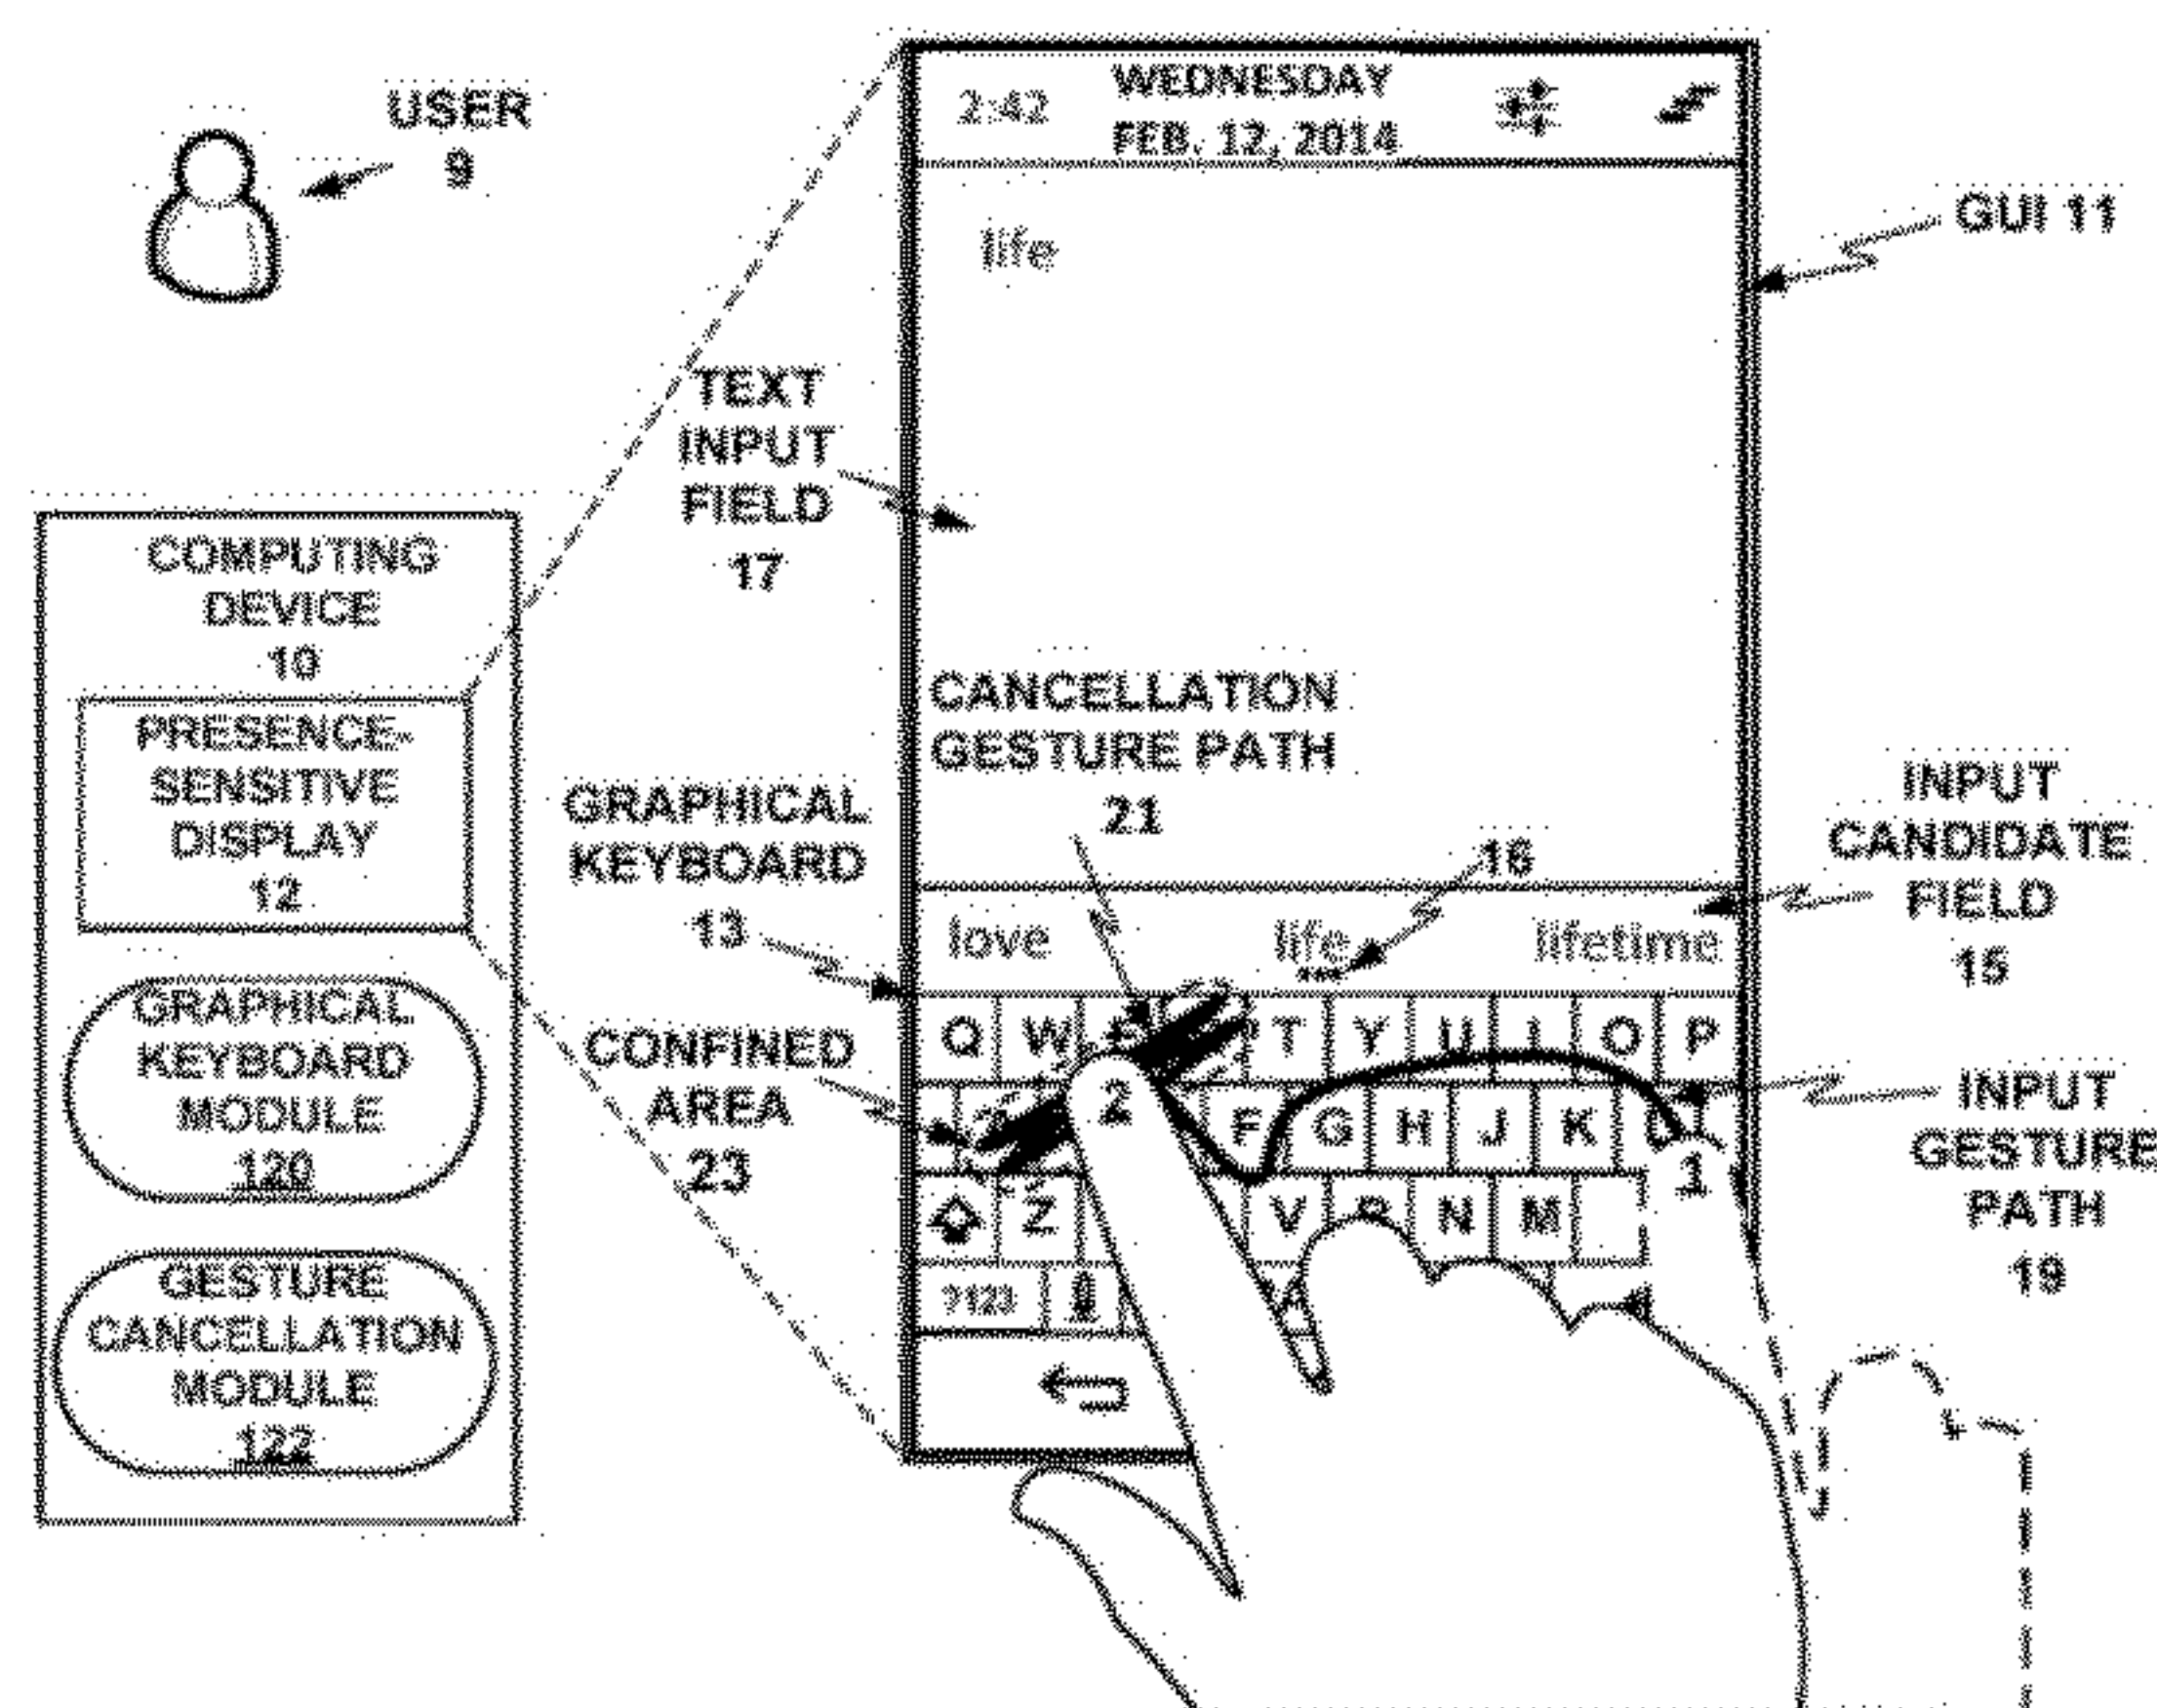 USER
9
2:42
WEDNESDAY
FEB. 12, 2014
life
GUI 11
TEXT
INPUT
FIELD
17
COMPUTING
DEVICE
10
PRESENCE-
SENSITIVE
DISPLAY
12
GRAPHICAL
KEYBOARD
MODULE
120
GESTURE
CANCELLATION
MODULE
122
CANCELLATION
GESTURE PATH
21
GRAPHICAL
KEYBOARD
13
16
INPUT
CANDIDATE
FIELD
15
love life lifetime
CONFINED
AREA
23
Q W E T Y U I O P
2 F G H J K
1
Z V B N M
?123
INPUT
GESTURE
PATH
19